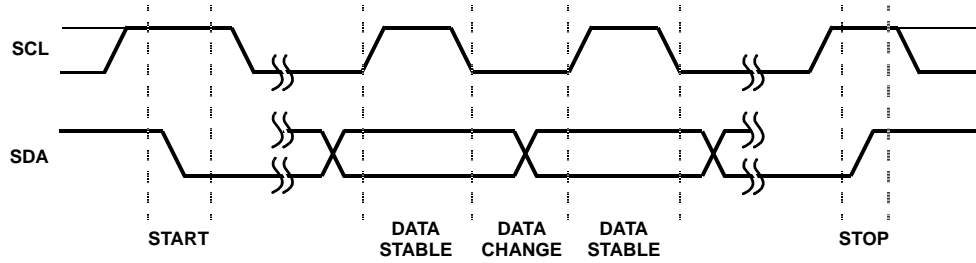 SCL
SDA
START
DATA
STABLE
DATA
CHANGE
DATA
STABLE
STOP